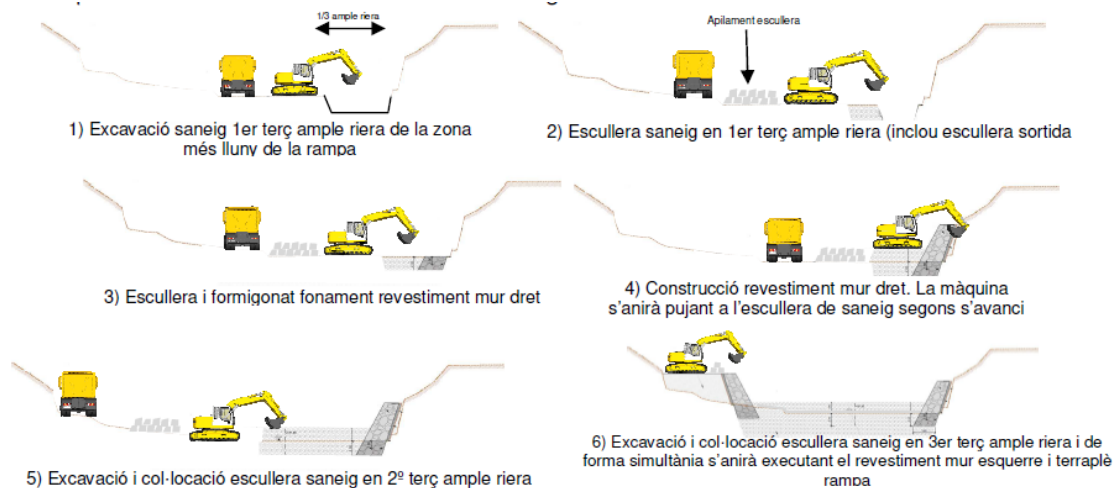 1/3 ample riera
1) Excavació saneig 1er terç ample riera de la zona
més lluny de la rampa
Apilament escullera
2) Escullera saneig en 1er terç ample riera (inclou escullera sortida
3) Escullera i formigonat fonament revestiment mur dret
4) Construcció revestiment mur dret. La màquina
s'anirà pujant a l'escullera de saneig segons s'avanci
5) Excavació i col·locació escullera saneig en 2º terç ample riera
6) Excavació i col·locació escullera saneig en 3er terç ample riera i de
forma simultània s'anirà executant el revestiment mur esquerre i terraplè
rampa